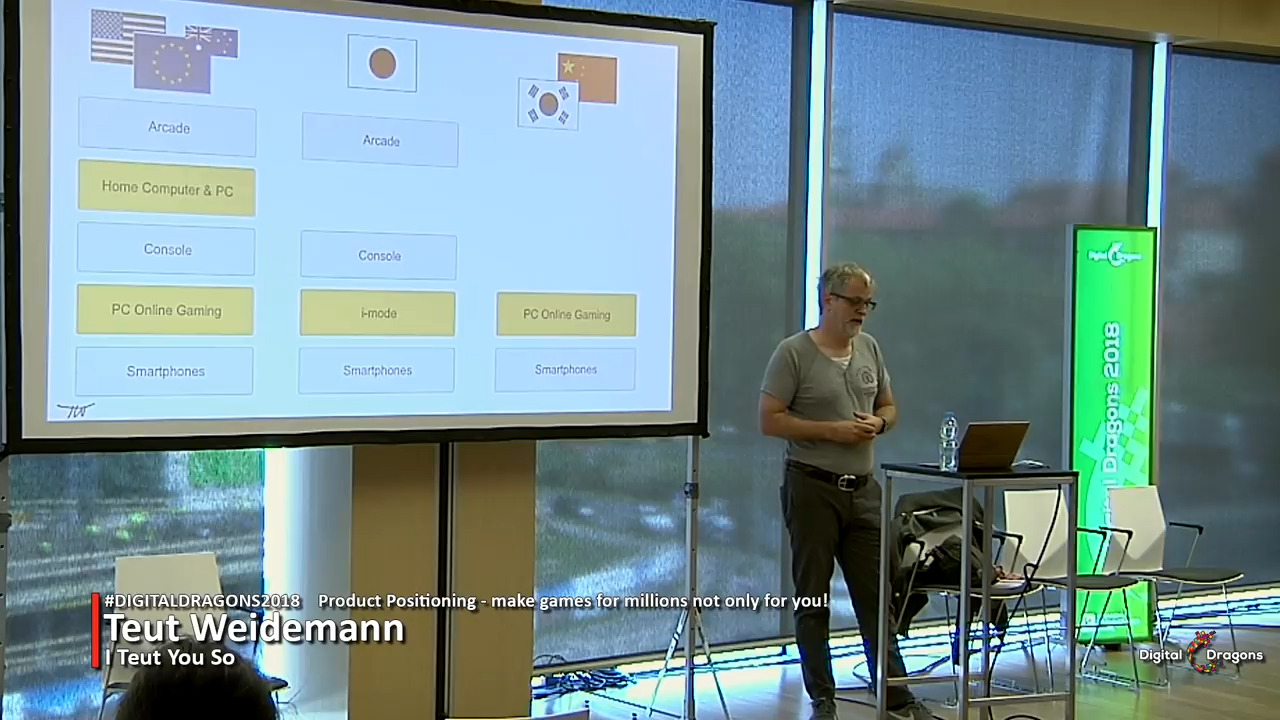 Arcade
Arcade
Home Computer & PC
Console
Console
PC Online Gaming
i-mode
PC Online Gaming
Smartphones
Smartphones
Smartphones
Digital Dragons
Digital Dragons 2018
#DIGITALDRAGONS2018 Product Positioning - make games for millions not only for you!
Teut Weidemann
I Teut You So
Digital Dragons